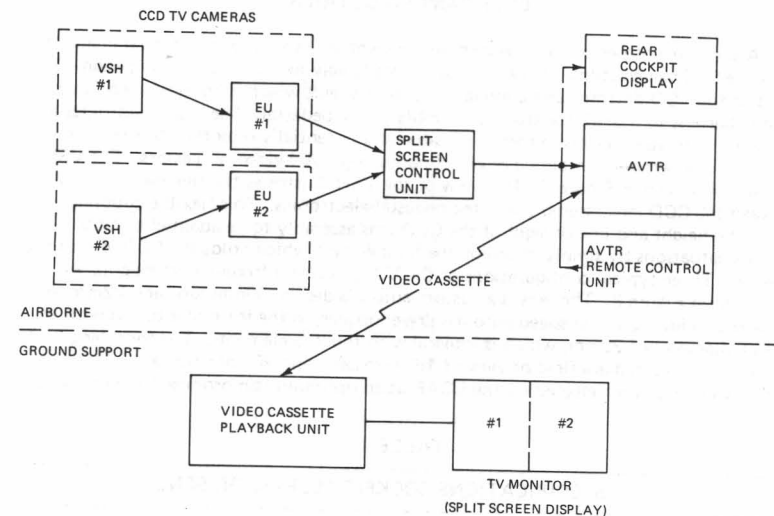 CCD TV CAMERAS
VSH
#1
EU
#1
VSH
#2
EU
#2
SPLIT
SCREEN
CONTROL
UNIT
REAR
COCKPIT
DISPLAY
AVTR
AVTR
REMOTE CONTROL
UNIT
VIDEO CASSETTE
AIRBORNE
GROUND SUPPORT
VIDEO CASSETTE
PLAYBACK UNIT
#1
#2
TV MONITOR
(SPLIT SCREEN DISPLAY)